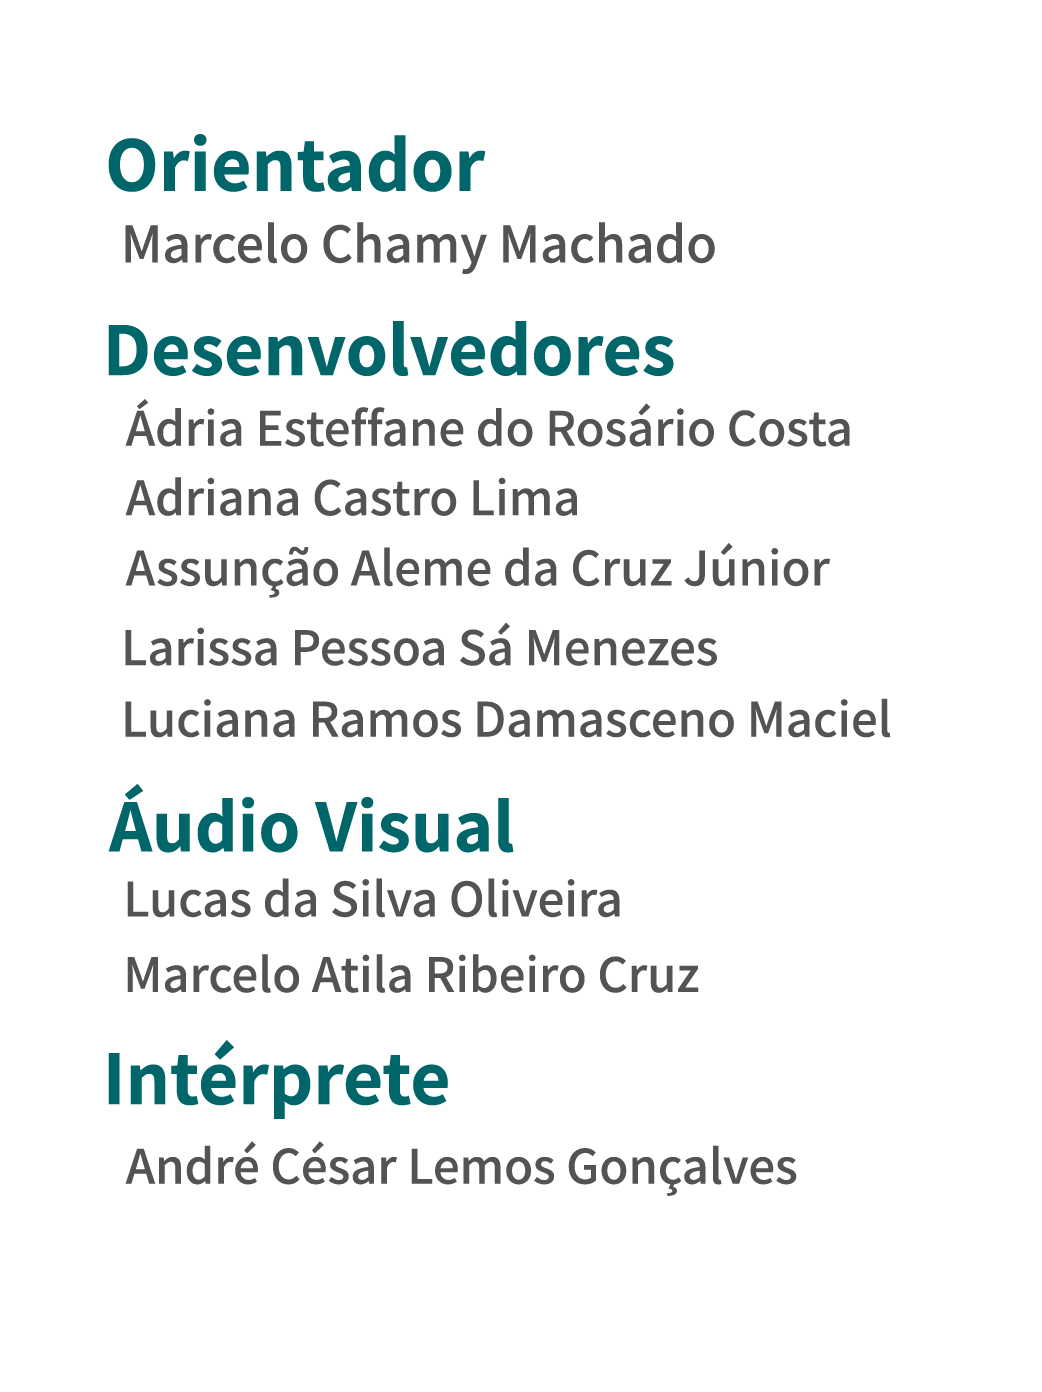 Orientador
Marcelo Chamy Machado
Desenvolvedores
Ádria Esteffane do Rosário Costa
Adriana Castro Lima
Assunção Aleme da Cruz Júnior
Larissa Pessoa Sá Menezes
Luciana Ramos Damasceno Maciel
Áudio Visual
Lucas da Silva Oliveira
Marcelo Atila Ribeiro Cruz
Intérprete
André César Lemos Gonçalves